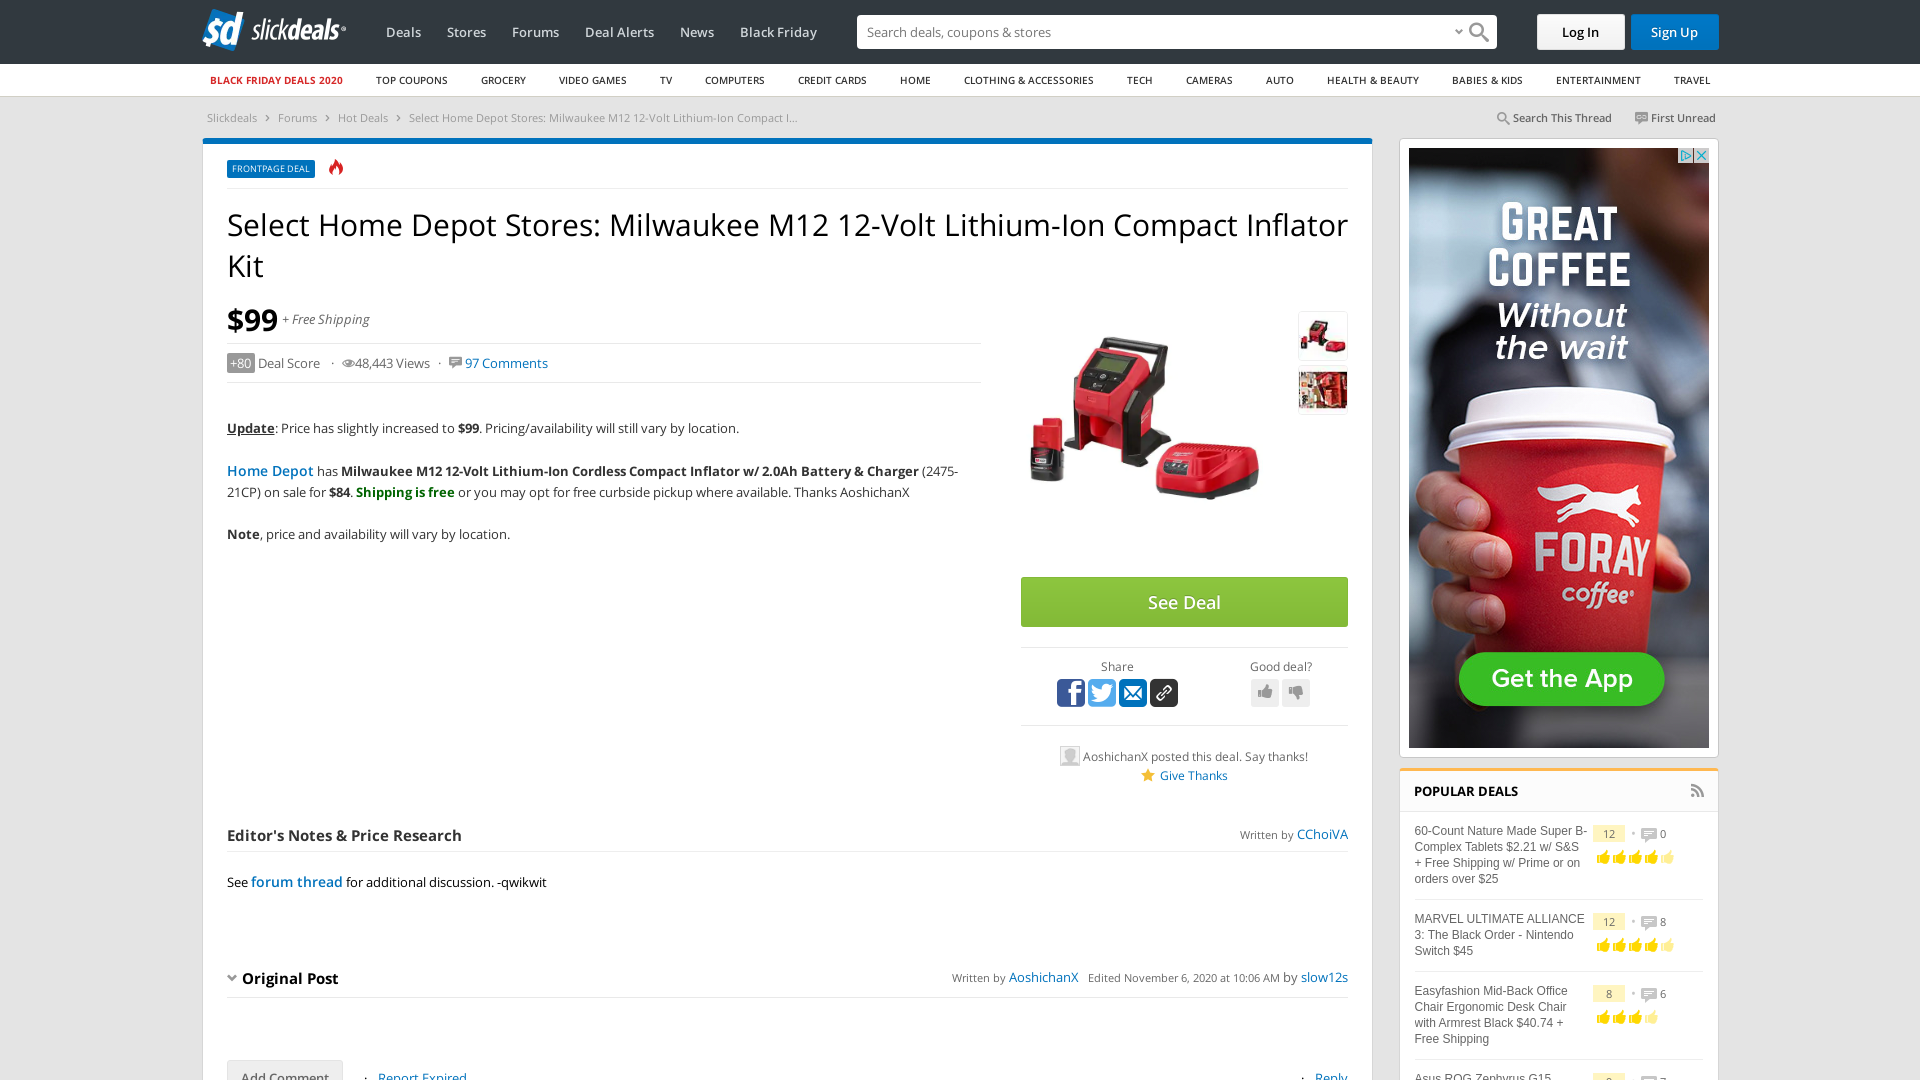 sd slickdeals
Deals Stores Forums Deal Alerts News Black Friday
Search deals, coupons & stores
Log In Sign Up
BLACK FRIDAY DEALS 2020 TOP COUPONS GROCERY VIDEO GAMES TV COMPUTERS CREDIT CARDS HOME CLOTHING & ACCESSORIES TECH CAMERAS AUTO HEALTH & BEAUTY BABIES & KIDS ENTERTAINMENT TRAVEL
Slickdeals Forums Hot Deals Select Home Depot Stores: Milwaukee M12 12-Volt Lithium-Ion Compact I...
Search This Thread First Unread
FRONTPAGE DEAL
Select Home Depot Stores: Milwaukee M12 12-Volt Lithium-Ion Compact Inflator
Kit
$99 + Free Shipping
+80 Deal Score · 48,443 Views · 97 Comments
Update: Price has slightly increased to $99. Pricing/availability will still vary by location.
Home Depot has Milwaukee M12 12-Volt Lithium-Ion Cordless Compact Inflator w/ 2.0Ah Battery & Charger (2475-
21CP) on sale for $84. Shipping is free or you may opt for free curbside pickup where available. Thanks AoshichanX
Note, price and availability will vary by location.
See Deal
Share
Good deal?
AoshichanX posted this deal. Say thanks!
Give Thanks
Editor's Notes & Price Research
Written by CChoiVA
See forum thread for additional discussion. -qwikwit
Original Post
Written by AoshichanX Edited November 6, 2020 at 10:06 AM by slow12s
Add Comment · Report Expired
· Reply
GREAT
COFFEE
Without
the wait
FORAY
coffee
Get the App
POPULAR DEALS
60-Count Nature Made Super B-
Complex Tablets $2.21 w/ S&S
+ Free Shipping w/ Prime or on
orders over $25
12 • 0
MARVEL ULTIMATE ALLIANCE
3: The Black Order - Nintendo
Switch $45
12 • 8
Easyfashion Mid-Back Office
Chair Ergonomic Desk Chair
with Armrest Black $40.74 +
Free Shipping
8 • 6
Asus ROG Zephyrus G15